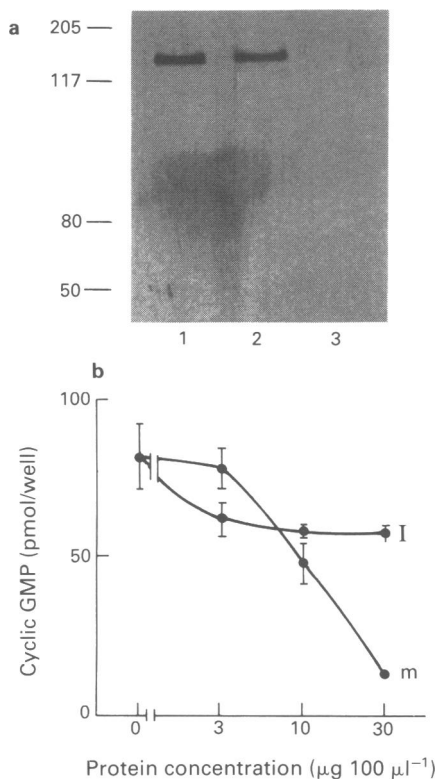 a
205
117
80
50
1 2 3
b
100
50
0
Cyclic GMP (pmol/well)
I
m
0 3 10 30
Protein concentration (μg 100 μl⁻¹)